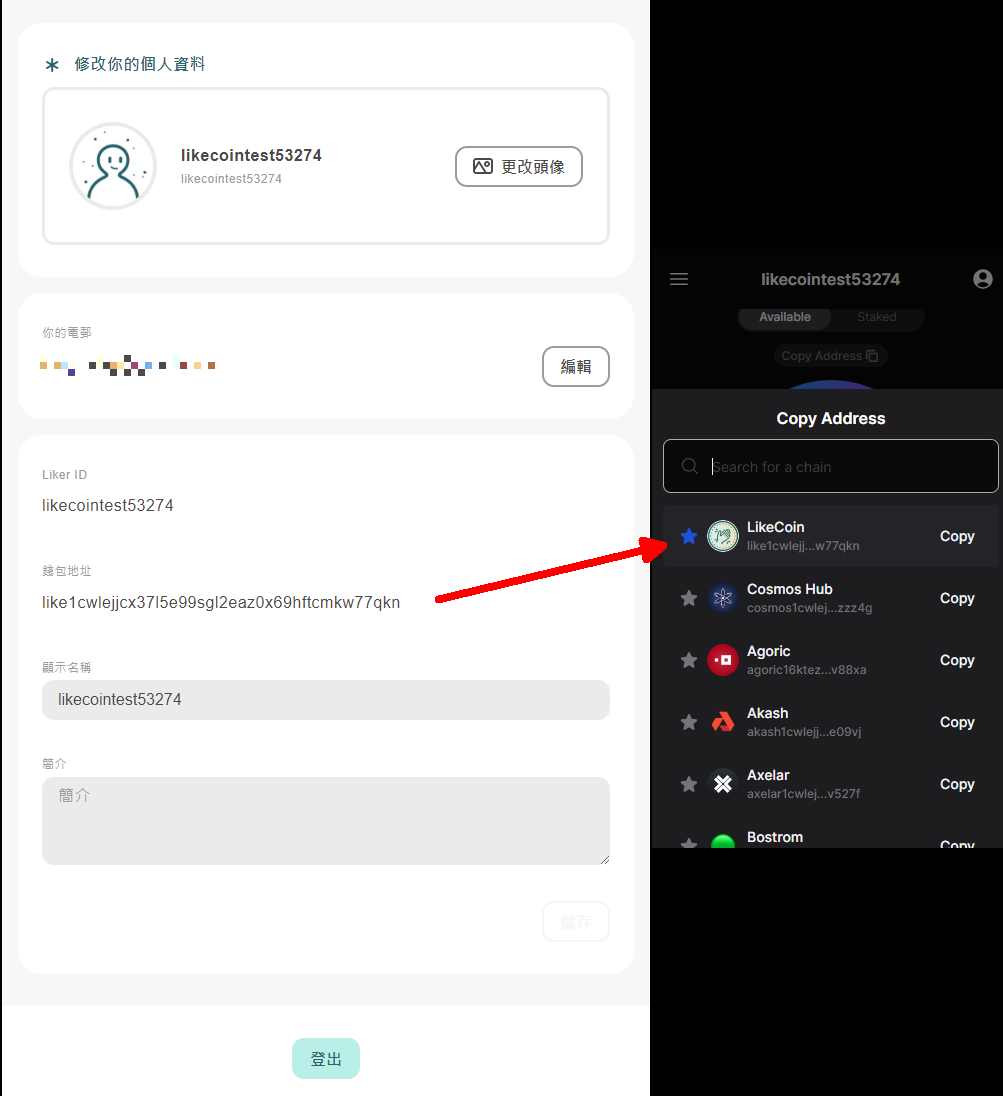 修改你的個人資料
likecointest53274
likecointest53274
更改頭像
你的電郵
編輯
Liker ID
likecointest53274
錢包地址
like1cwlejjcx37l5e99sgl2eaz0x69hftcmkw77qkn
顯示名稱
likecointest53274
簡介
簡介
儲存
登出
likecointest53274
Available
Staked
Copy Address
Copy Address
Search for a chain
LikeCoin
like1cwlejj...w77qkn
Copy
Cosmos Hub
cosmos1cwlej...zzz4g
Copy
Agoric
agoric16ktez...v88xa
Copy
Akash
akash1cwlejj...e09vj
Copy
Axelar
axelar1cwlej...v527f
Copy
Bostrom
Copy